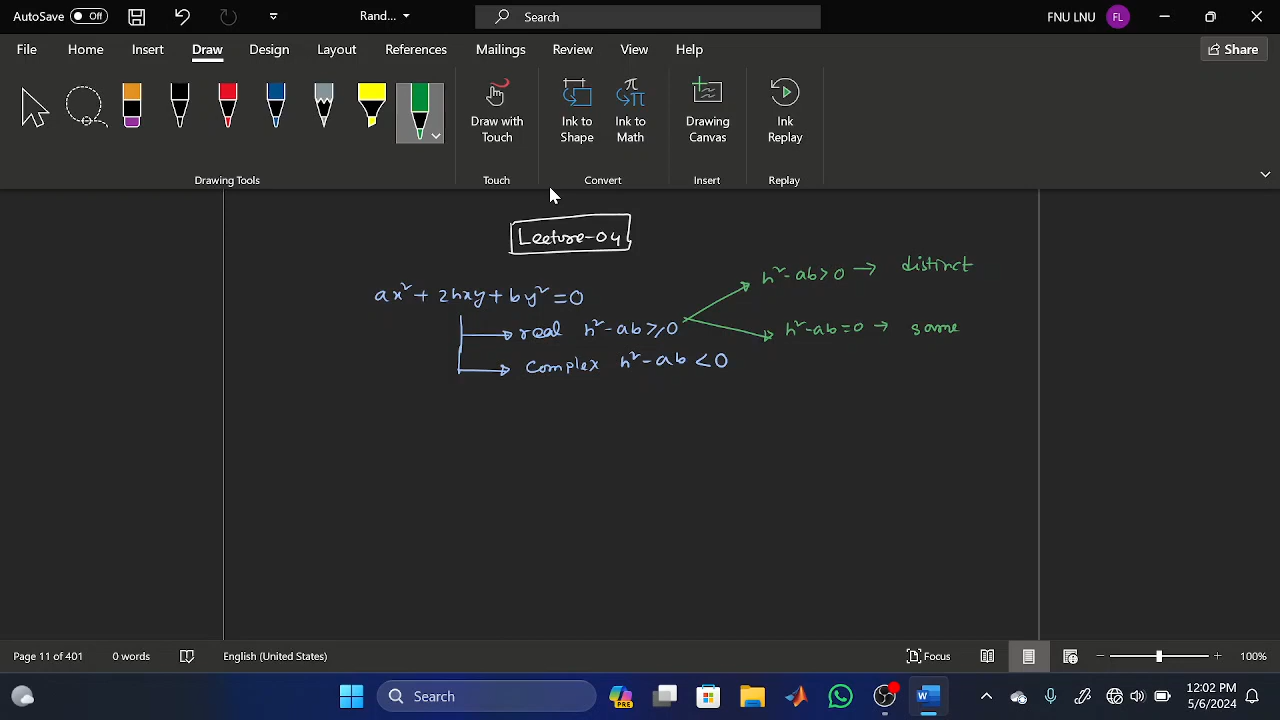 AutoSave Off Rand... Search FNU LNU FL
File Home Insert Draw Design Layout References Mailings Review View Help Share
Draw with Touch Ink to Shape Ink to Math Drawing Canvas Ink Replay
Drawing Tools Touch Convert Insert Replay
Lecture-04
ax²+2hxy+by²=0
h²-ab>0 → distinct
real h²-ab≥0
h²-ab=0 → same
complex h²-ab<0
Page 11 of 401 0 words English (United States) Focus 100%
Search PRE 12:02 PM
5/6/2024